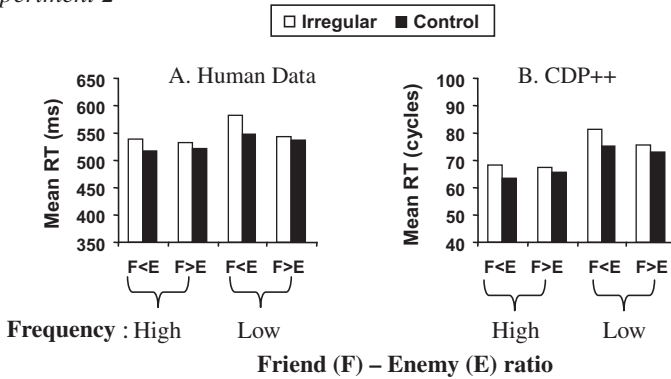 periment 2
Irregular Control
A. Human Data
Mean RT (ms)
650
600
550
500
450
400
350
F<E F>E F<E F>E
B. CDP++
Mean RT (cycles)
100
90
80
70
60
50
40
F<E F>E F<E F>E
Frequency : High Low
High Low
Friend (F) – Enemy (E) ratio